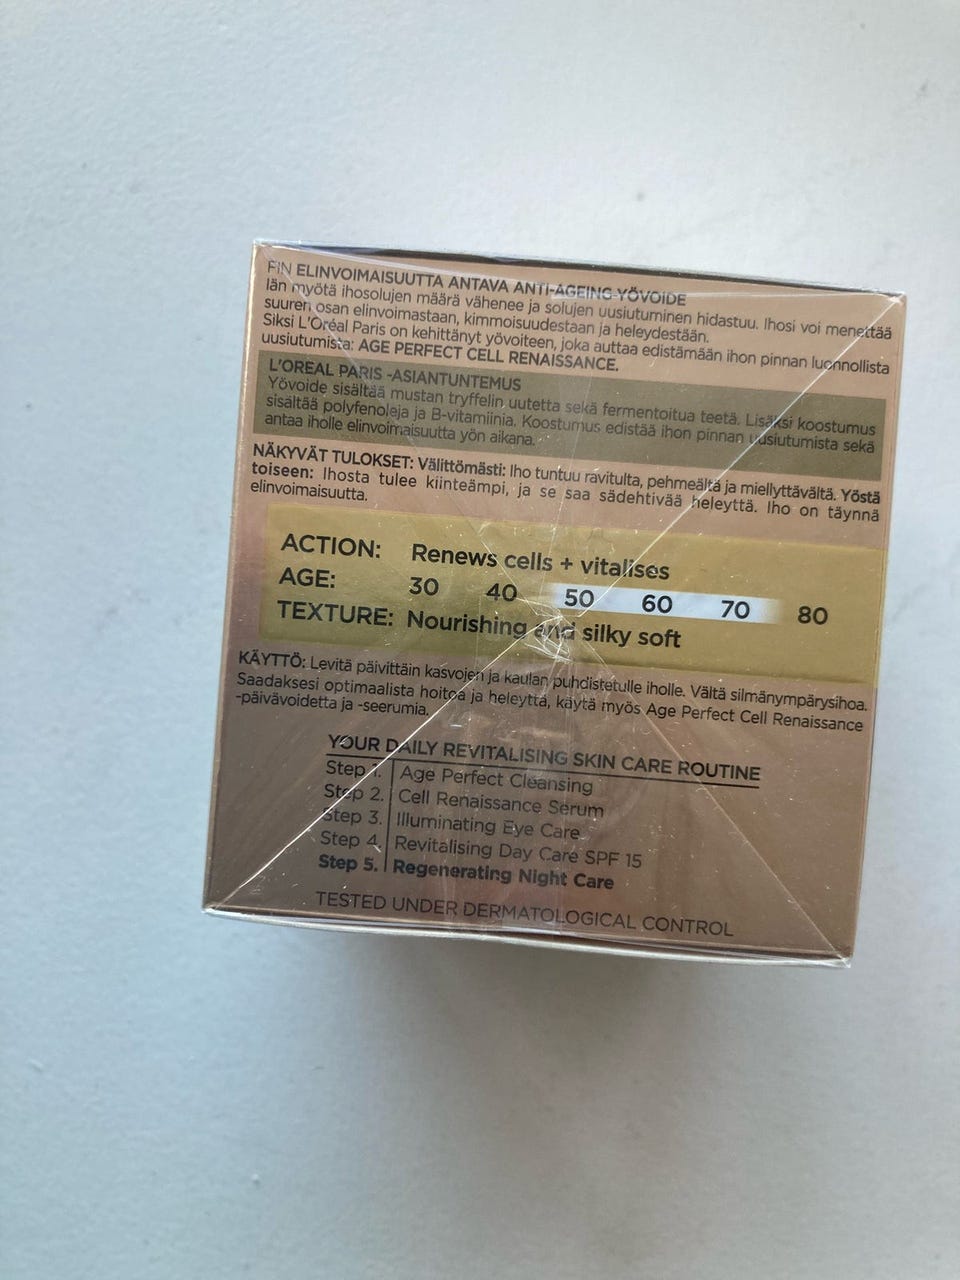 FIN ELINVOIMAISUUTTA ANTAVA ANTI-AGEING-YÖVOIDE
Iän myötä ihosolujen määrä vähenee ja solujen uusiutuminen hidastuu. Ihosi voi menettää
suuren osan elinvoimastaan, kimmoisuudestaan ja heleydestään.
Siksi L'Oréal Paris on kehittänyt yövoiteen, joka auttaa edistämään ihon pinnan luonnollista
uusiutumista: AGE PERFECT CELL RENAISSANCE.
L'ORÉAL PARIS -ASIANTUNTEMUS
Yövoide sisältää mustan tryffelin uutetta sekä fermentoitua teetä. Lisäksi koostumus
sisältää polyfenoleja ja B-vitamiinia. Koostumus edistää ihon pinnan uusiutumista sekä
antaa iholle elinvoimaisuutta yön aikana.
NÄKYVÄT TULOKSET: Välittömästi: Iho tuntuu ravitulta, pehmeältä ja miellyttävältä. Yöstä
toiseen: Ihosta tulee kiinteämpi, ja se saa sädehtivää heleyttä. Iho on täynnä
elinvoimaisuutta.
ACTION: Renews cells + vitalises
AGE: 30 40 50 60 70 80
TEXTURE: Nourishing and silky soft
KÄYTTÖ: Levitä päivittäin kasvojen ja kaulan puhdistetulle iholle. Vältä silmänympärysihoa.
Saadaksesi optimaalista hoitoa ja heleyttä, käytä myös Age Perfect Cell Renaissance
-päivävoidetta ja -seerumia.
YOUR DAILY REVITALISING SKIN CARE ROUTINE
Step 1. Age Perfect Cleansing
Step 2. Cell Renaissance Serum
Step 3. Illuminating Eye Care
Step 4. Revitalising Day Care SPF 15
Step 5. Regenerating Night Care
TESTED UNDER DERMATOLOGICAL CONTROL